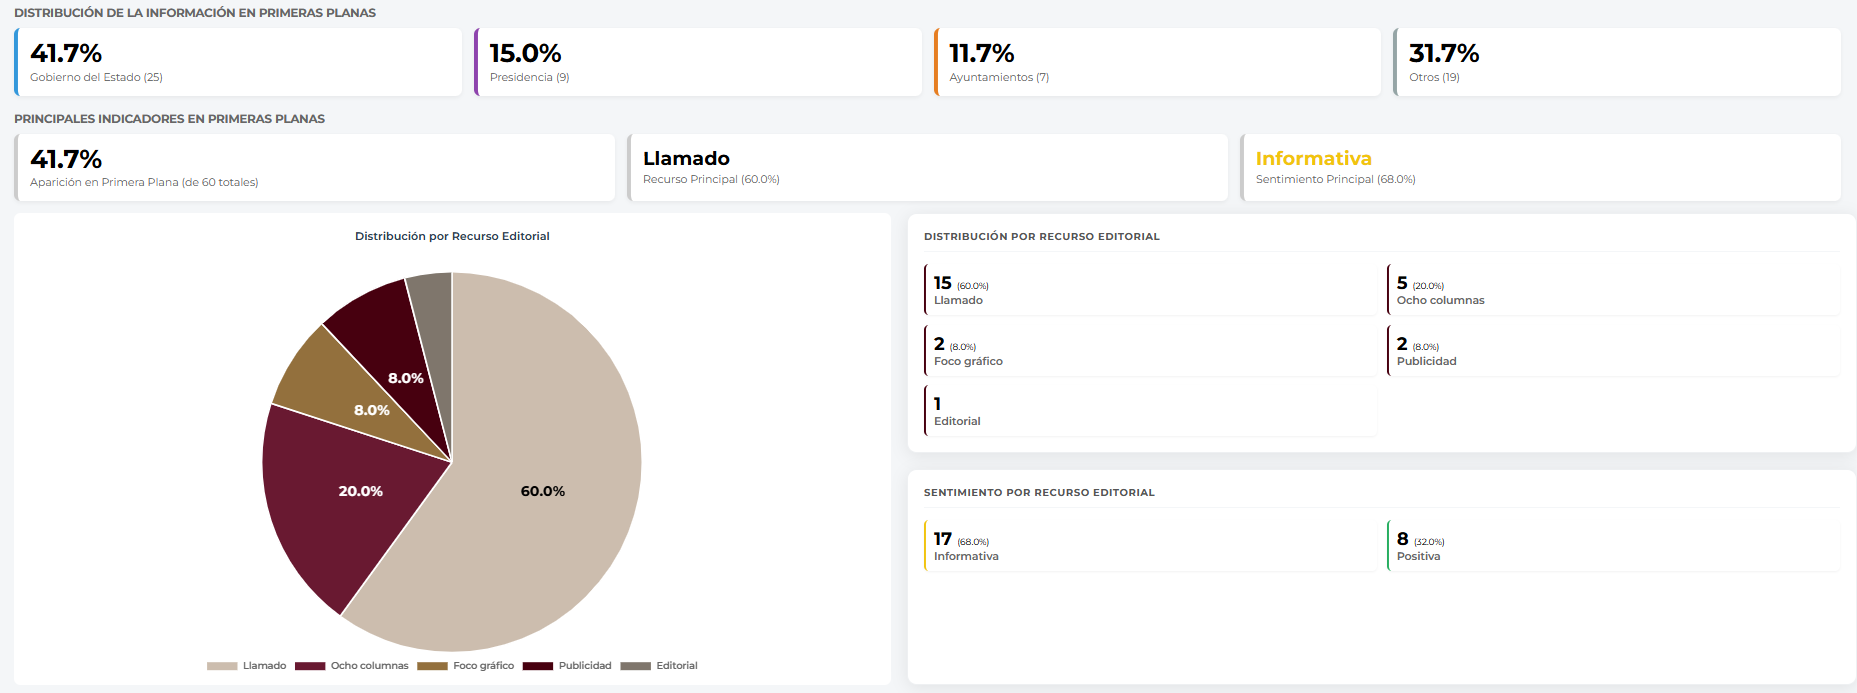 DISTRIBUCIÓN DE LA INFORMACIÓN EN PRIMERAS PLANAS
41.7%
Gobierno del Estado (25)
15.0%
Presidencia (9)
11.7%
Ayuntamientos (7)
31.7%
Otros (19)
PRINCIPALES INDICADORES EN PRIMERAS PLANAS
41.7%
Aparición en Primera Plana (de 60 totales)
Llamado
Recurso Principal (60.0%)
Informativa
Sentimiento Principal (68.0%)
Distribución por Recurso Editorial
8.0%
8.0%
20.0%
60.0%
Llamado
Ocho columnas
Foco gráfico
Publicidad
Editorial
DISTRIBUCIÓN POR RECURSO EDITORIAL
15 (60.0%)
Llamado
5 (20.0%)
Ocho columnas
2 (8.0%)
Foco gráfico
2 (8.0%)
Publicidad
1
Editorial
SENTIMIENTO POR RECURSO EDITORIAL
17 (68.0%)
Informativa
8 (32.0%)
Positiva